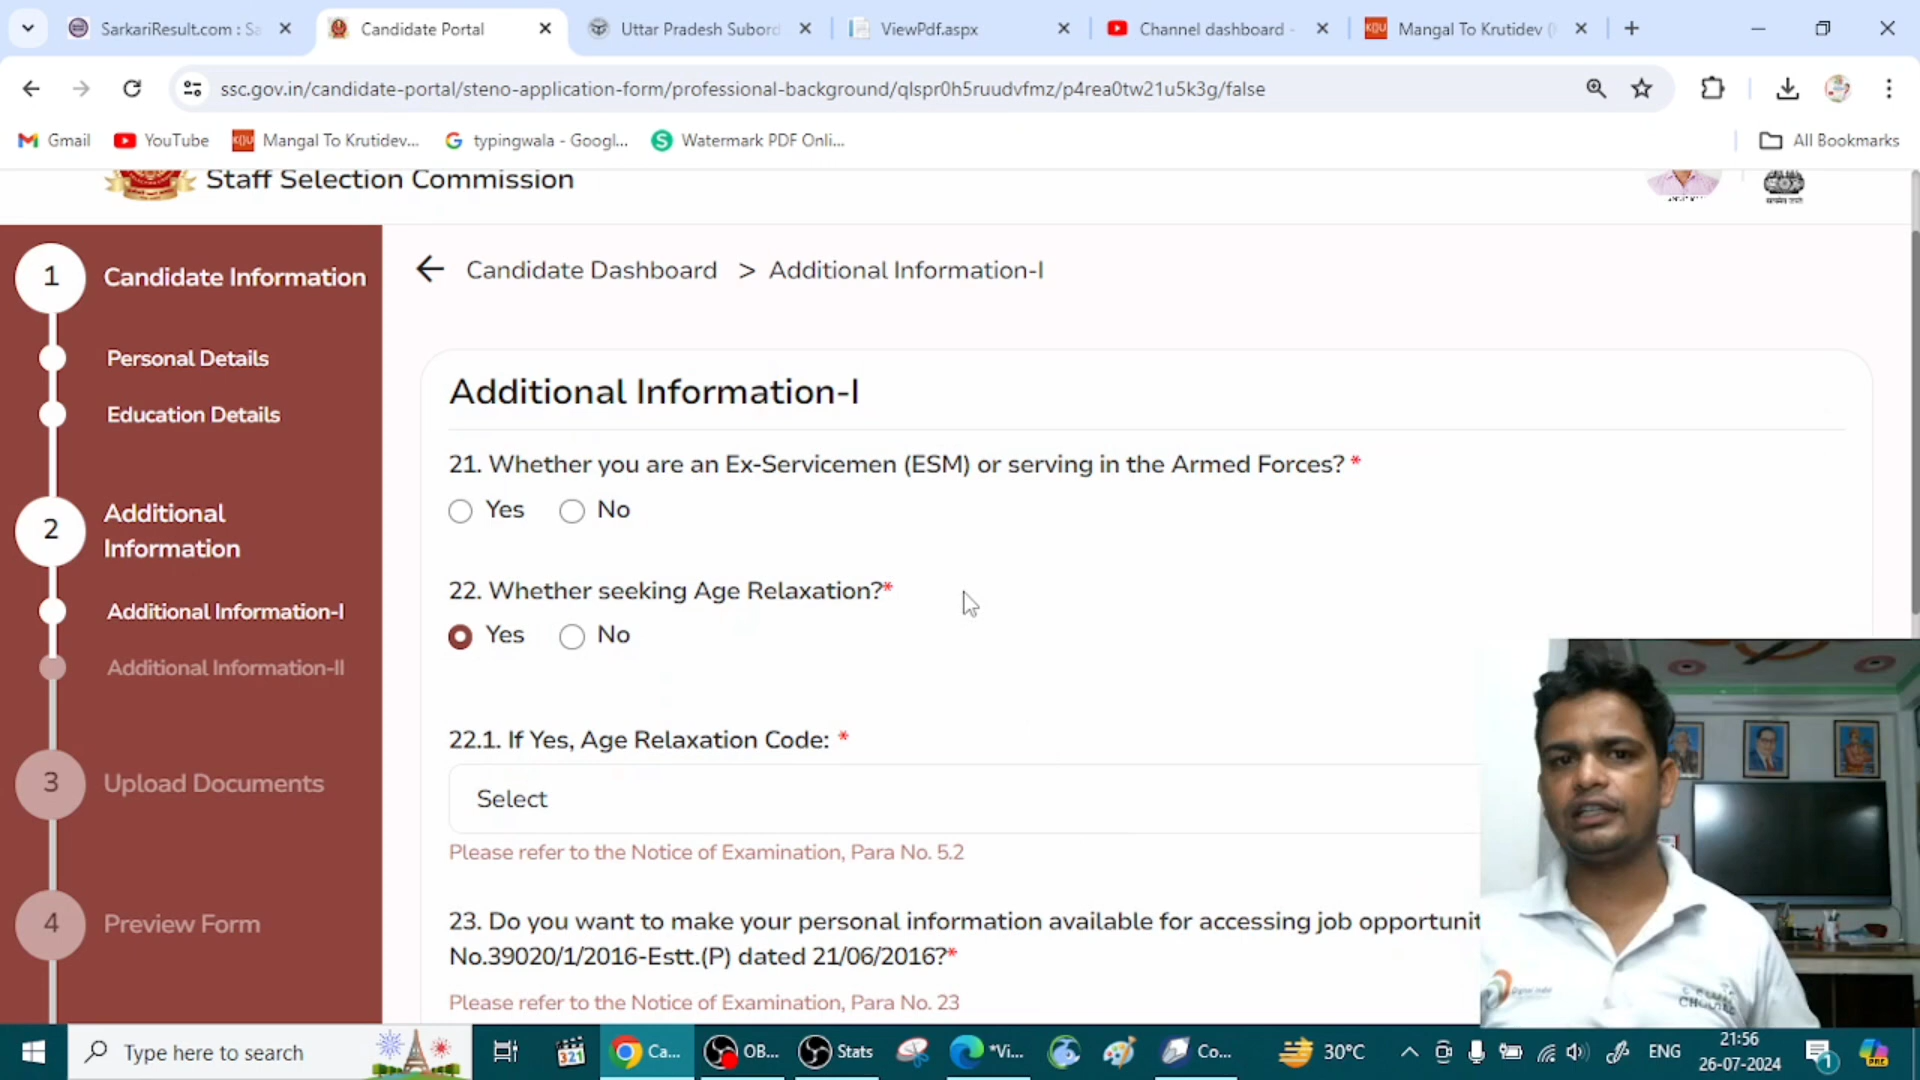 SarkariResult.com : Sa
Candidate Portal
Uttar Pradesh Subord
ViewPdf.aspx
Channel dashboard -
Mangal To Krutidev (
ssc.gov.in/candidate-portal/steno-application-form/professional-background/qlspr0h5ruudvfmz/p4rea0tw21u5k3g/false
Gmail
YouTube
Mangal To Krutidev...
typingwala - Googl...
Watermark PDF Onli...
All Bookmarks
Staff Selection Commission
1
Candidate Information
Personal Details
Education Details
2
Additional
Information
Additional Information-I
Additional Information-II
3
Upload Documents
4
Preview Form
Candidate Dashboard > Additional Information-I
Additional Information-I
21. Whether you are an Ex-Servicemen (ESM) or serving in the Armed Forces? *
Yes No
22. Whether seeking Age Relaxation?*
Yes No
22.1. If Yes, Age Relaxation Code: *
Select
Please refer to the Notice of Examination, Para No. 5.2
23. Do you want to make your personal information available for accessing job opportunit
No.39020/1/2016-Estt.(P) dated 21/06/2016?*
Please refer to the Notice of Examination, Para No. 23
Type here to search
Ca...
OB...
Stats
*Vi...
Co...
30°C
ENG
21:56
26-07-2024
1